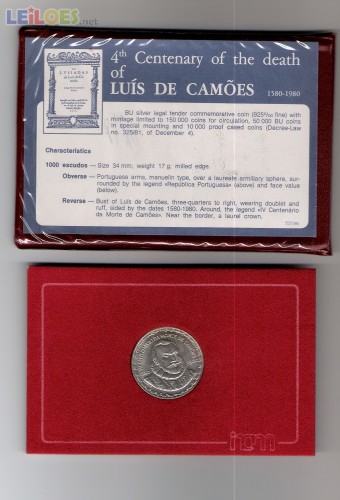 LEiLOES.net
LUSIADAS
4th Centenary of the death
of
LUÍS DE CAMÕES 1580-1980
BU silver legal tender commemorative coin (925‰ fine) with
mintage limited to 150 000 coins for circulation, 50 000 BU coins
in special mounting and 10 000 proof cased coins (Decree-Law
no. 325/81, of December 4).
Characteristics
1000 escudos — Size 34 mm, weight 17 g, milled edge.
Obverse — Portuguese arms, manuelin type, over a laureate armillary sphere, sur-
rounded by the legend «República Portuguesa» (above) and face value
(below).
Reverse — Bust of Luís de Camões, three-quarters to right, wearing doublet and
ruff, sided by the dates 1580-1980. Around, the legend «IV Centenário
da Morte de Camões». Near the border, a laurel crown.
incm